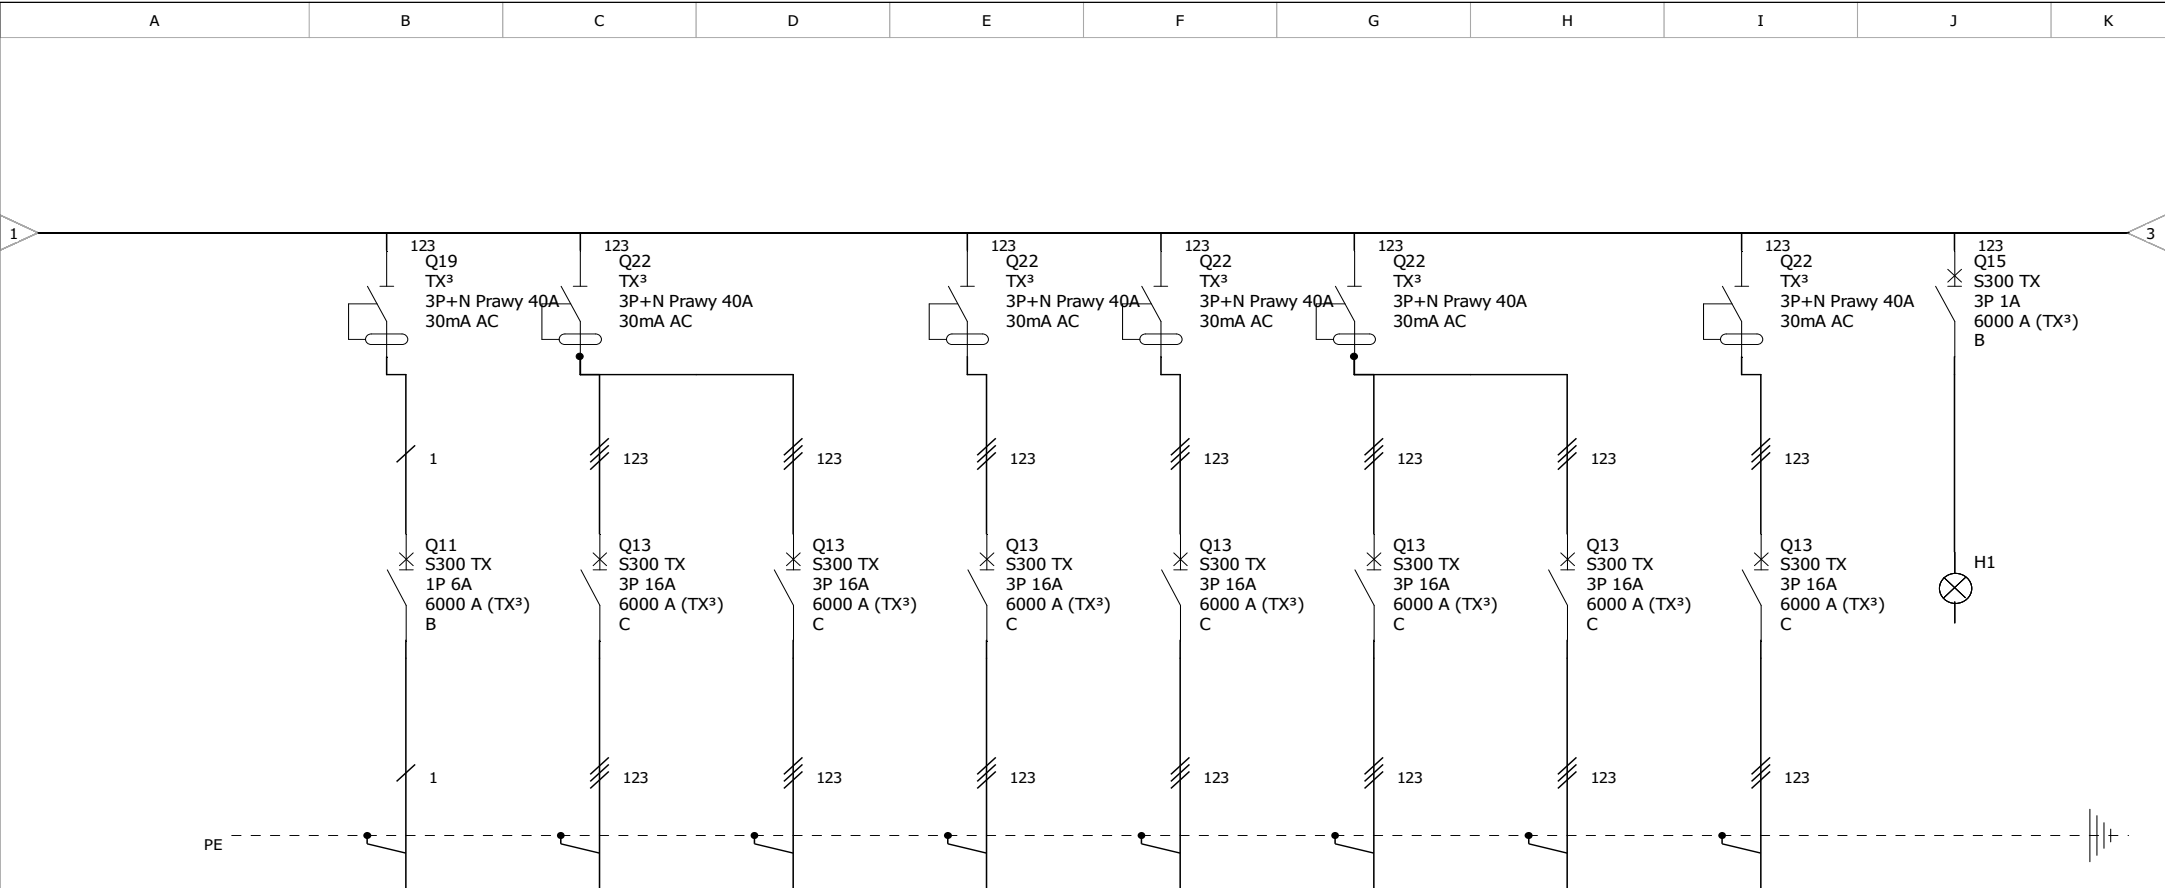 A
B
C
D
E
F
G
H
I
J
K
1
3
123
Q19
TX³
3P+N Prawy 40A
30mA AC
123
Q22
TX³
3P+N Prawy 40A
30mA AC
123
Q22
TX³
3P+N Prawy 40A
30mA AC
123
Q22
TX³
3P+N Prawy 40A
30mA AC
123
Q22
TX³
3P+N Prawy 40A
30mA AC
123
Q22
TX³
3P+N Prawy 40A
30mA AC
123
Q15
S300 TX
3P 1A
6000 A (TX³)
B
1
123
123
123
123
123
123
123
Q11
S300 TX
1P 6A
6000 A (TX³)
B
Q13
S300 TX
3P 16A
6000 A (TX³)
C
Q13
S300 TX
3P 16A
6000 A (TX³)
C
Q13
S300 TX
3P 16A
6000 A (TX³)
C
Q13
S300 TX
3P 16A
6000 A (TX³)
C
Q13
S300 TX
3P 16A
6000 A (TX³)
C
Q13
S300 TX
3P 16A
6000 A (TX³)
C
Q13
S300 TX
3P 16A
6000 A (TX³)
C
H1
1
123
123
123
123
123
123
123
PE